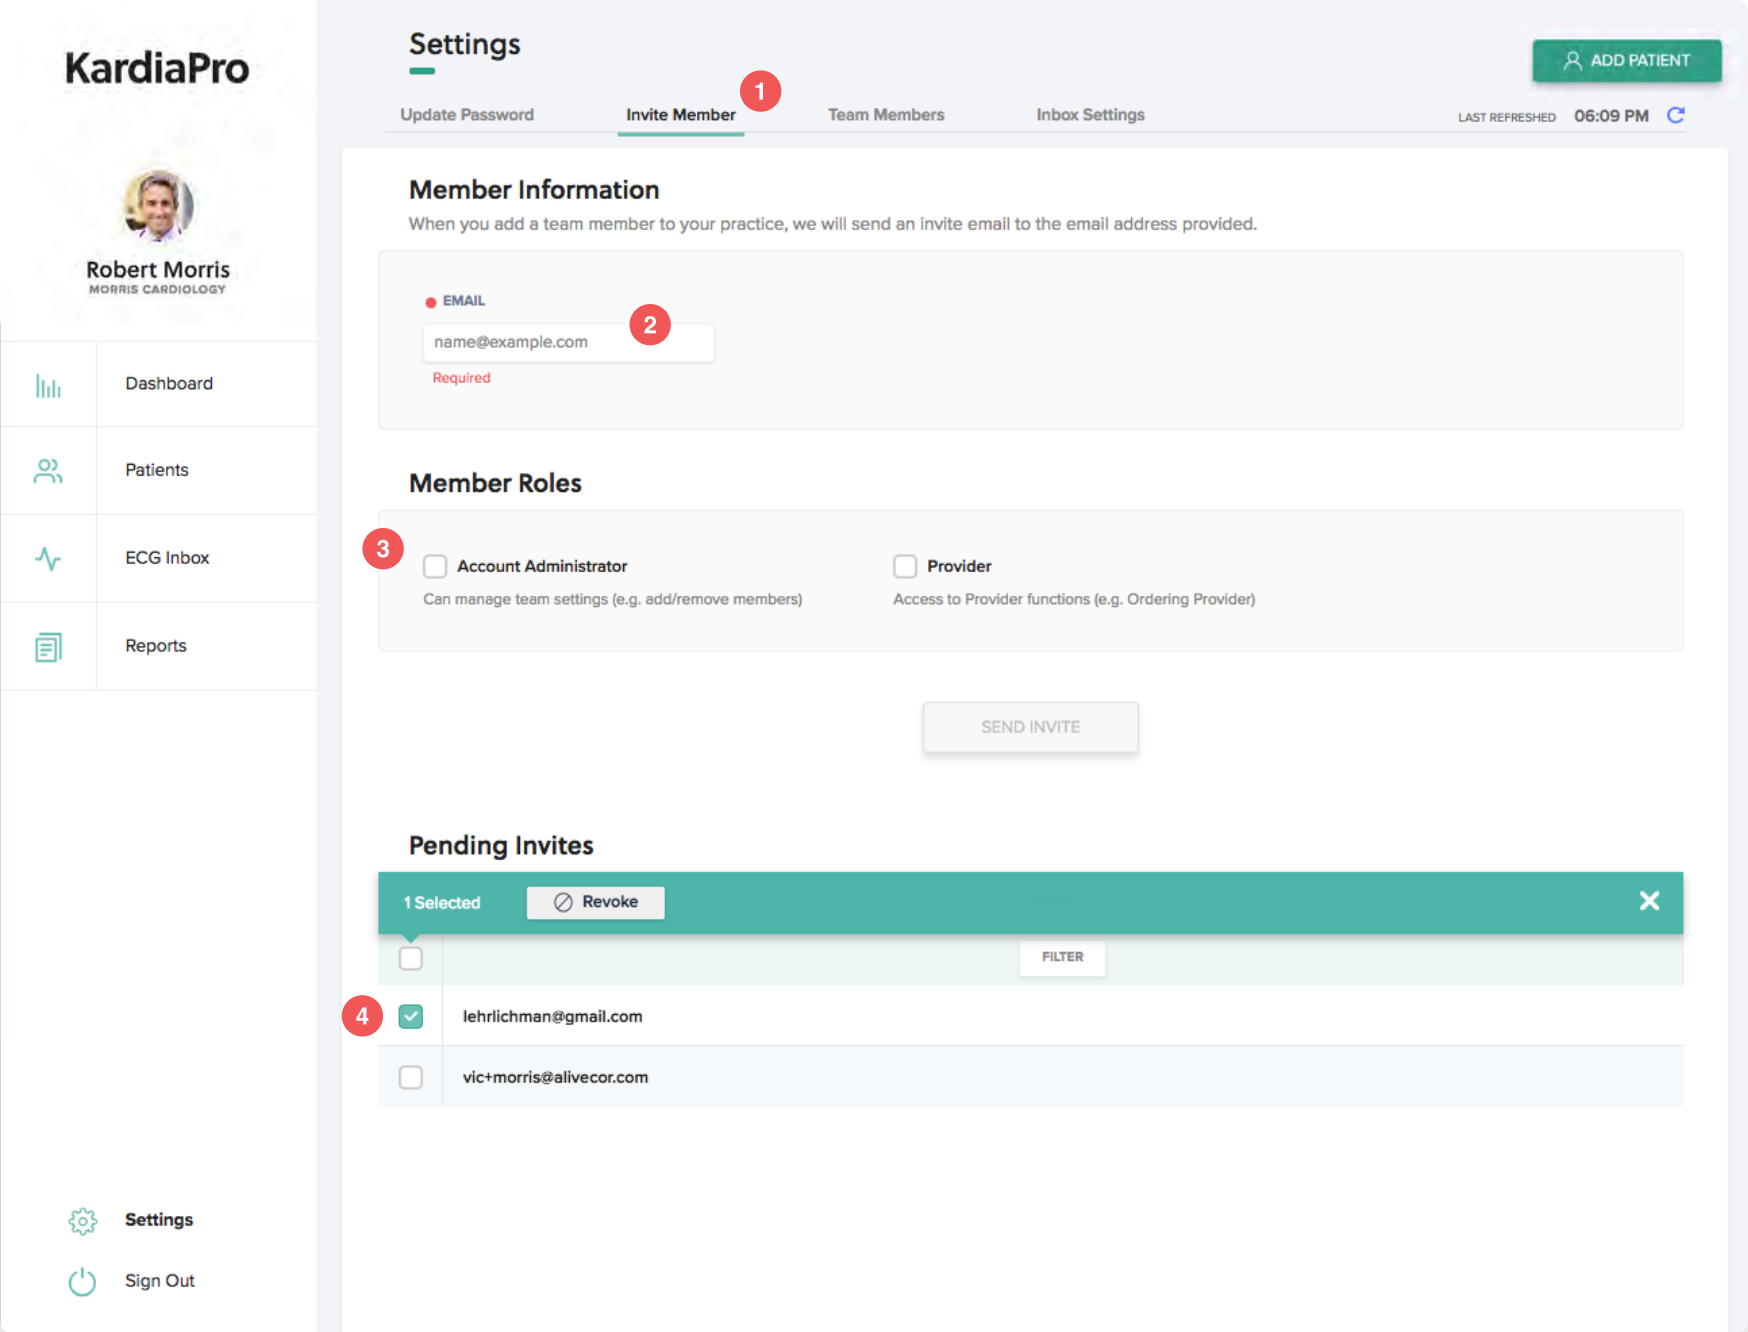 KardiaPro
Robert Morris
MORRIS CARDIOLOGY
Dashboard
Patients
ECG Inbox
Reports
Settings
Sign Out
Settings
ADD PATIENT
Update Password
Invite Member
1
Team Members
Inbox Settings
LAST REFRESHED 06:09 PM
Member Information
When you add a team member to your practice, we will send an invite email to the email address provided.
EMAIL
2
name@example.com
Required
Member Roles
3
Account Administrator
Can manage team settings (e.g. add/remove members)
Provider
Access to Provider functions (e.g. Ordering Provider)
SEND INVITE
Pending Invites
1 Selected
Revoke
FILTER
4
lehrlichman@gmail.com
vic+morris@alivecor.com